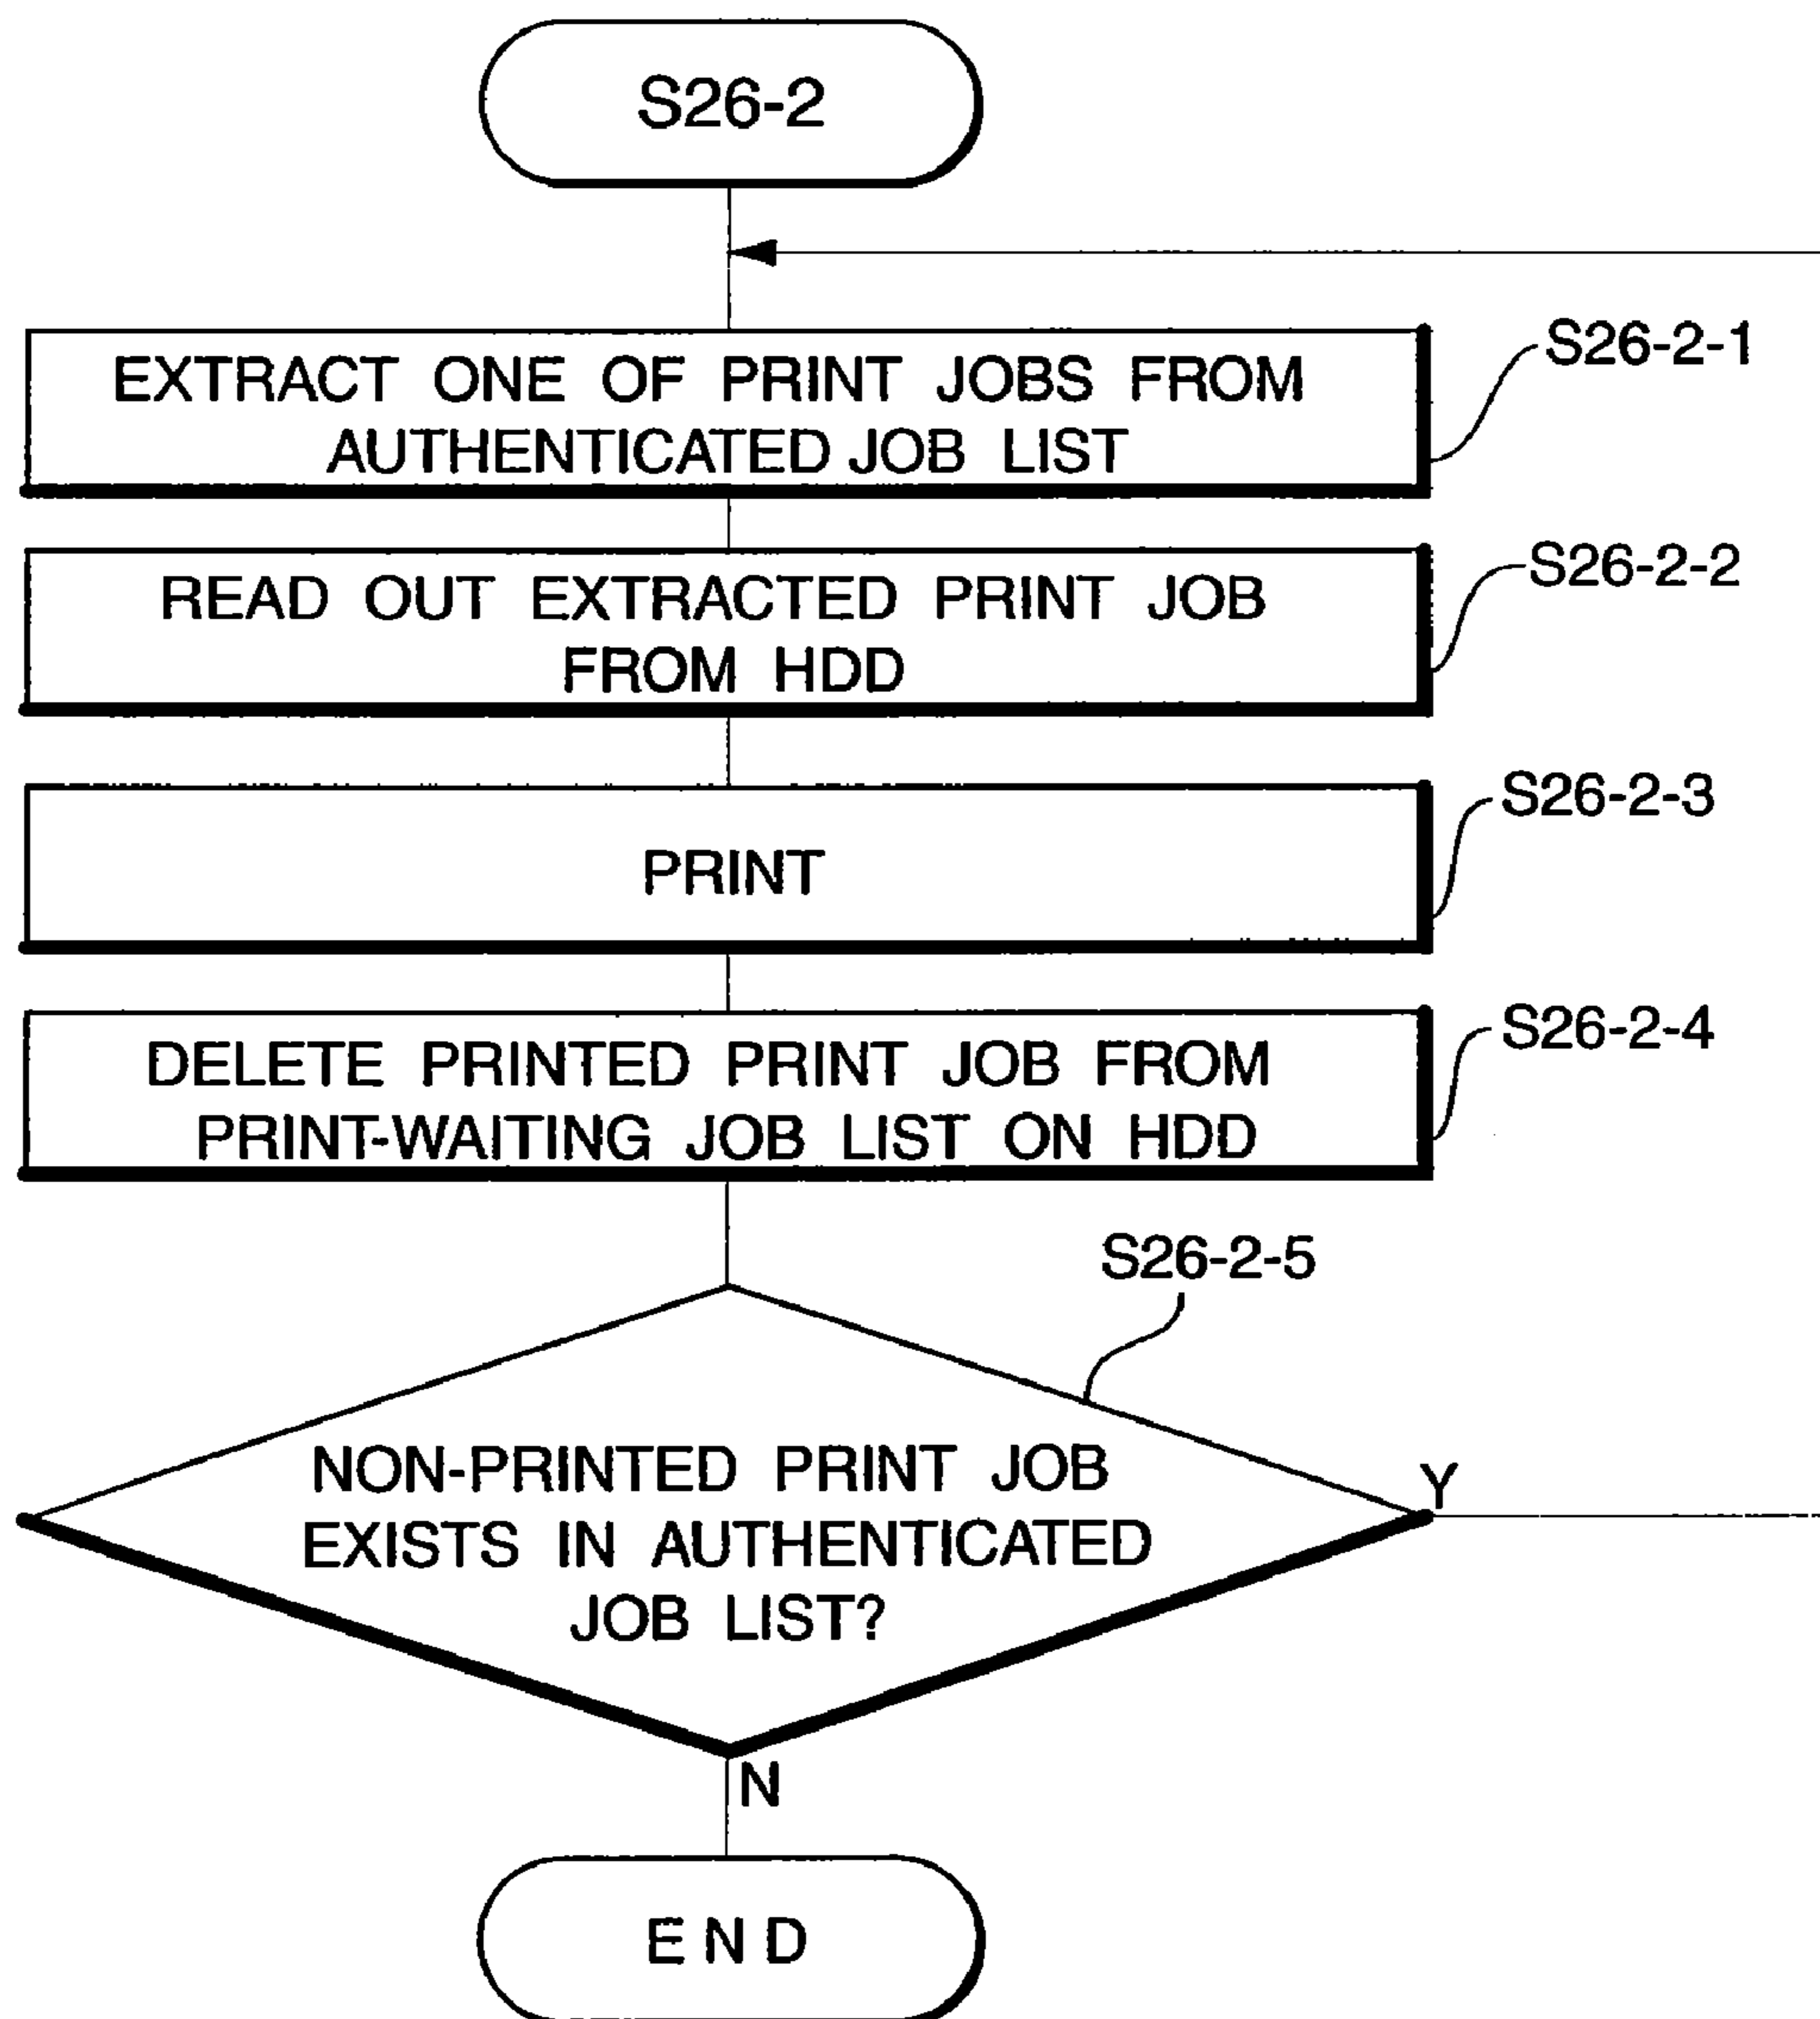 S26-2
EXTRACT ONE OF PRINT JOBS FROM
AUTHENTICATED JOB LIST
S26-2-1
READ OUT EXTRACTED PRINT JOB
FROM HDD
S26-2-2
PRINT
S26-2-3
DELETE PRINTED PRINT JOB FROM
PRINT-WAITING JOB LIST ON HDD
S26-2-4
S26-2-5
NON-PRINTED PRINT JOB
EXISTS IN AUTHENTICATED
JOB LIST?
Y
N
END